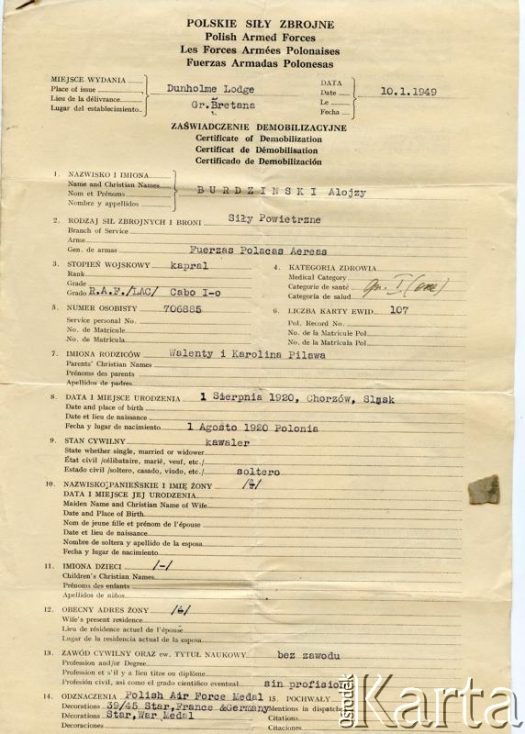 POLSKIE SIŁY ZBROJNE
Polish Armed Forces
Les Forces Armées Polonaises
Fuerzas Armadas Polonesas
MIEJSCE WYDANIA
Place of issue
Lieu de la délivrance
Lugar del establecimiento
Dunholme Lodge
Gr.Bretana
DATA
Date
Le
Fecha
10.1.1949
ZAŚWIADCZENIE DEMOBILIZACYJNE
Certificate of Demobilization
Certificat de Démobilisation
Certificado de Demobilización
1. NAZWISKO I IMIONA
Name and Christian Names
Nom et Prénoms
Nombre y appellidos
BURDZINSKI Alojzy
2. RODZAJ SIŁ ZBROJNYCH I BRONI Siły Powietrzne
Branch of Service
Arme
Gen. de armas Fuerzas Polacas Aereas
3. STOPIEŃ WOJSKOWY kapral
Rank
Grade
Grado R.A.F./LAC/ Cabo I-o
4. KATEGORIA ZDROWIA
Medical Category
Categorie de santé Gr. I
Categoria de salud
5. NUMER OSOBISTY 706885
Service personal No
No. de Matricule
No. de Matricula
6. LICZBA KARTY EWID. 107
Pol. Record No.
No. de la Matricule Pol.
No. de la Matricula Pol.
7. IMIONA RODZICÓW Walenty i Karolina Pilawa
Parents' Christian Names
Prénoms des parents
Apellidos de padres
8. DATA I MIEJSCE URODZENIA 1 Sierpnia 1920, Chorzów, Sląsk
Date and place of birth
Date et lieu de naissance
Fecha y lugar de nacimiento 1 Agosto 1920 Polonia
9. STAN CYWILNY kawaler
State whether single, married or widower
État civil /célibataire, marié, veuf, etc./
Estado civil /soltero, casado, viudo, etc./ soltero
10. NAZWISKO PANIEŃSKIE I IMIĘ ŻONY /-/
DATA I MIEJSCE JEJ URODZENIA
Maiden Name and Christian Name of Wife
Date and Place of Birth
Nom de jeune fille et prénom de l'épouse
Date et lieu de naissance
Nombre de soltera y apellido de la esposa
Fecha y lugar de nacimiento
11. IMIONA DZIECI /-/
Children's Christian Names
Prénoms des enfants
Apellidos de niños
12. OBECNY ADRES ŻONY /-/
Wife's present residence
Lieu de résidence actuel de l'épouse
Lugar de la residencia actual de la esposa
13. ZAWÓD CYWILNY ORAZ ew. TYTUŁ NAUKOWY bez zawodu
Profession and/or Degree
Profession et s'il y a lieu titres ou diplôme
Profesión civil, así como el grado científico eventual sin profision
14. ODZNACZENIA Polish Air Force Medal
Decorations 39/45 Star,France &Germany
Décorations Star,War Medal
Decoraciones
15. POCHWAŁY
Mentions in dispatch
Citations
Citaciones
ośrodek Karta